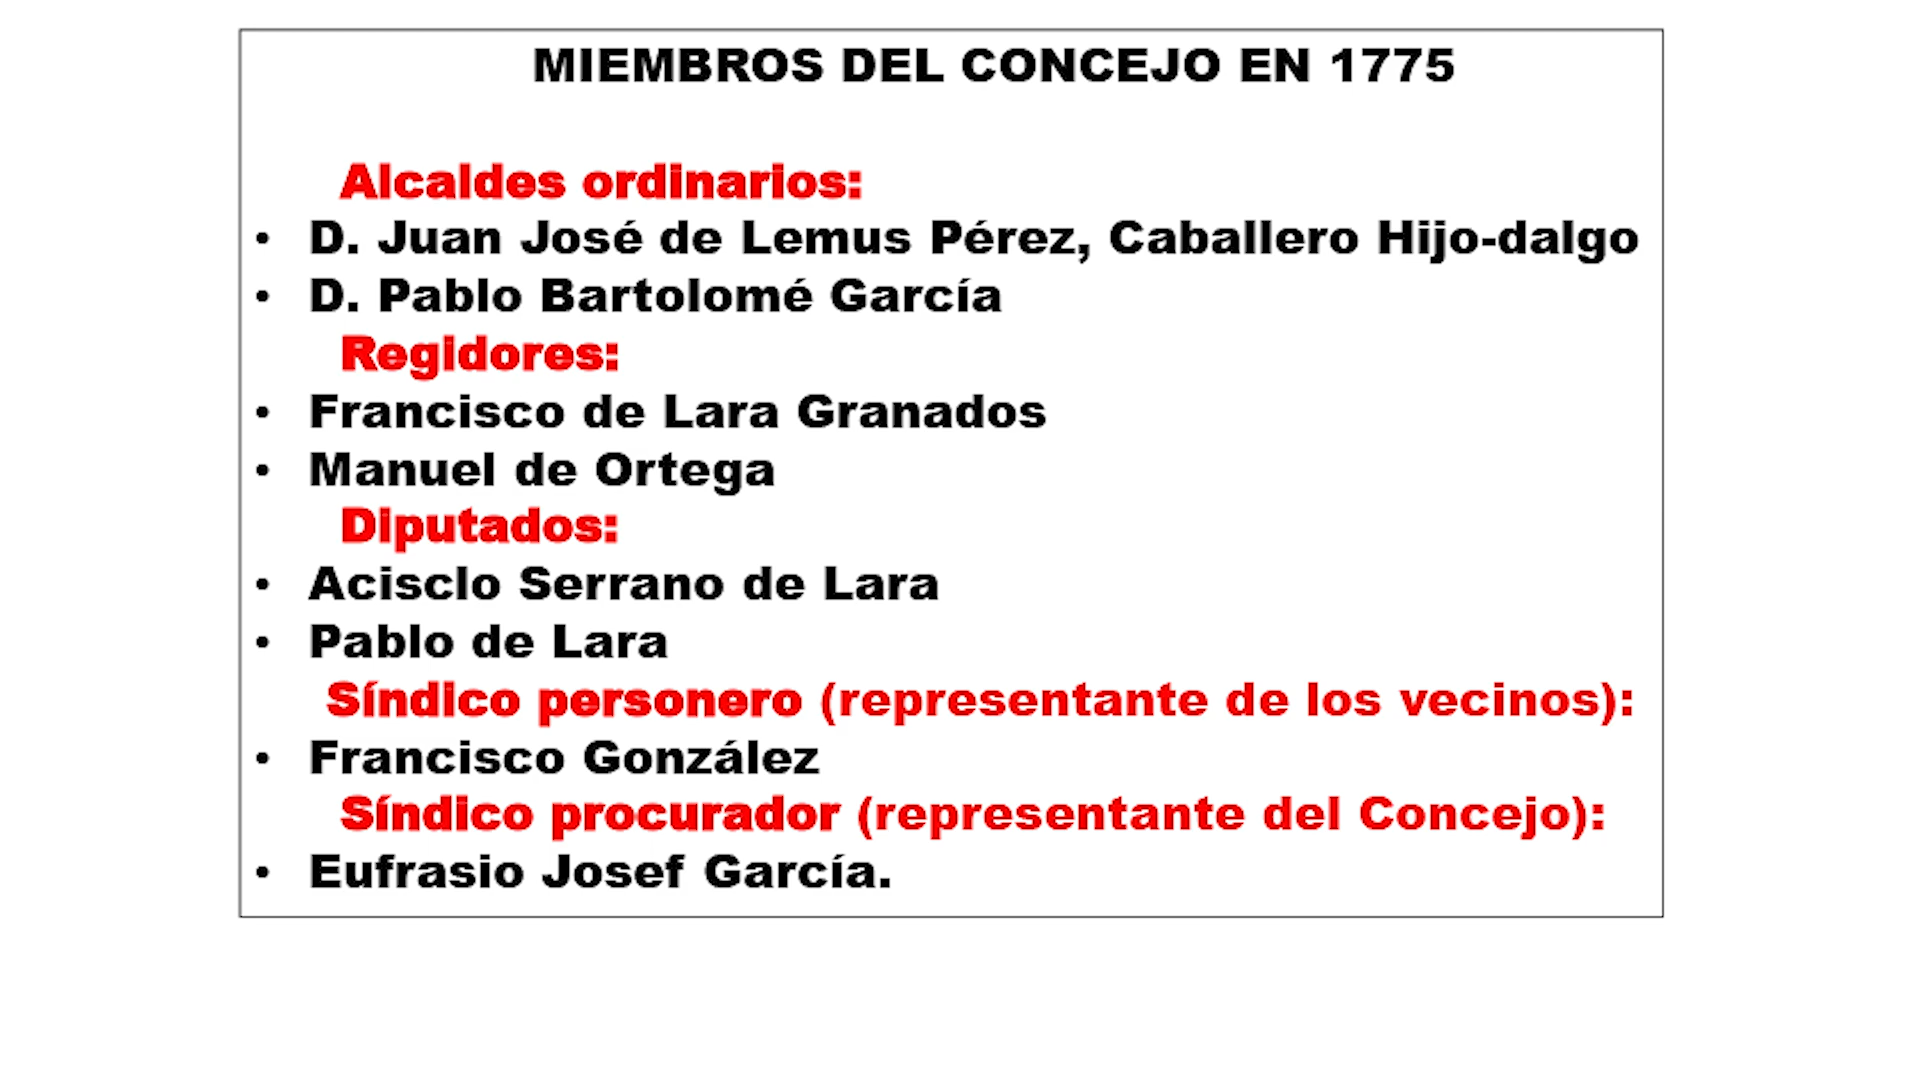 MIEMBROS DEL CONCEJO EN 1775
Alcaldes ordinarios:
• D. Juan José de Lemus Pérez, Caballero Hijo-dalgo
• D. Pablo Bartolomé García
Regidores:
• Francisco de Lara Granados
• Manuel de Ortega
Diputados:
• Acisclo Serrano de Lara
• Pablo de Lara
Síndico personero (representante de los vecinos):
• Francisco González
Síndico procurador (representante del Concejo):
• Eufrasio Josef García.